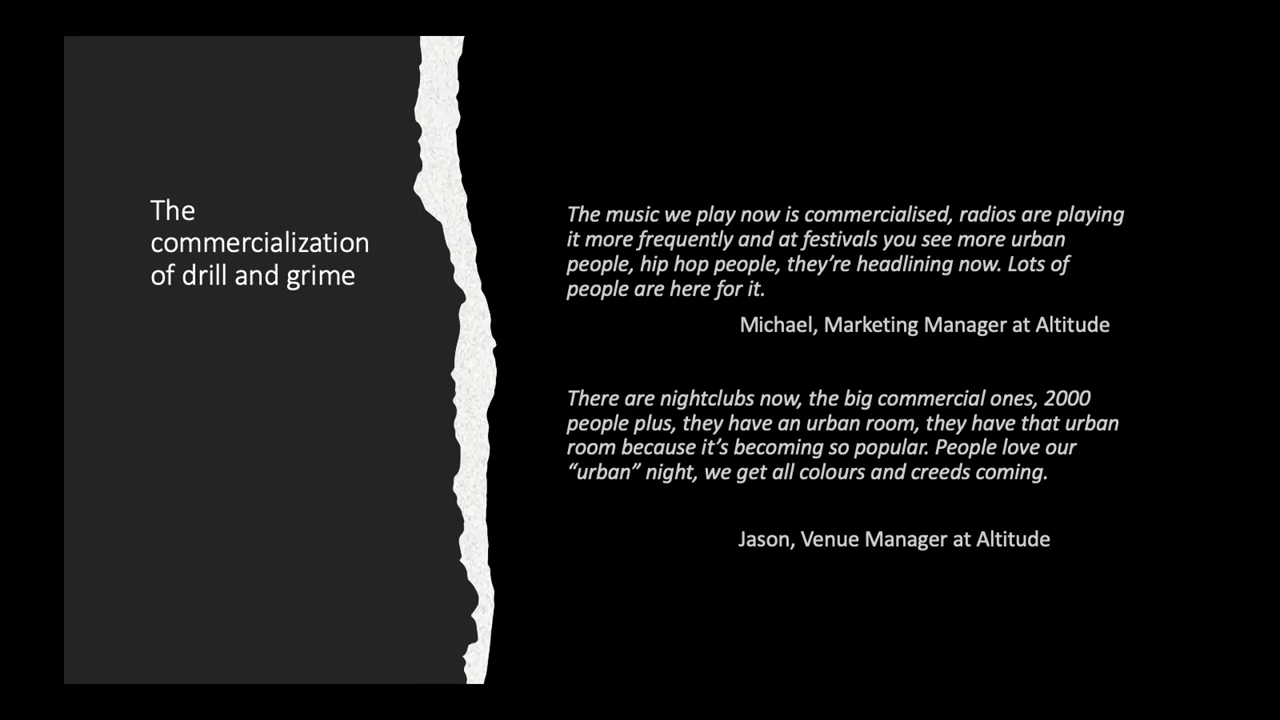 The
commercialization
of drill and grime
The music we play now is commercialised, radios are playing
it more frequently and at festivals you see more urban
people, hip hop people, they’re headlining now. Lots of
people are here for it.
Michael, Marketing Manager at Altitude
There are nightclubs now, the big commercial ones, 2000
people plus, they have an urban room, they have that urban
room because it’s becoming so popular. People love our
“urban” night, we get all colours and creeds coming.
Jason, Venue Manager at Altitude